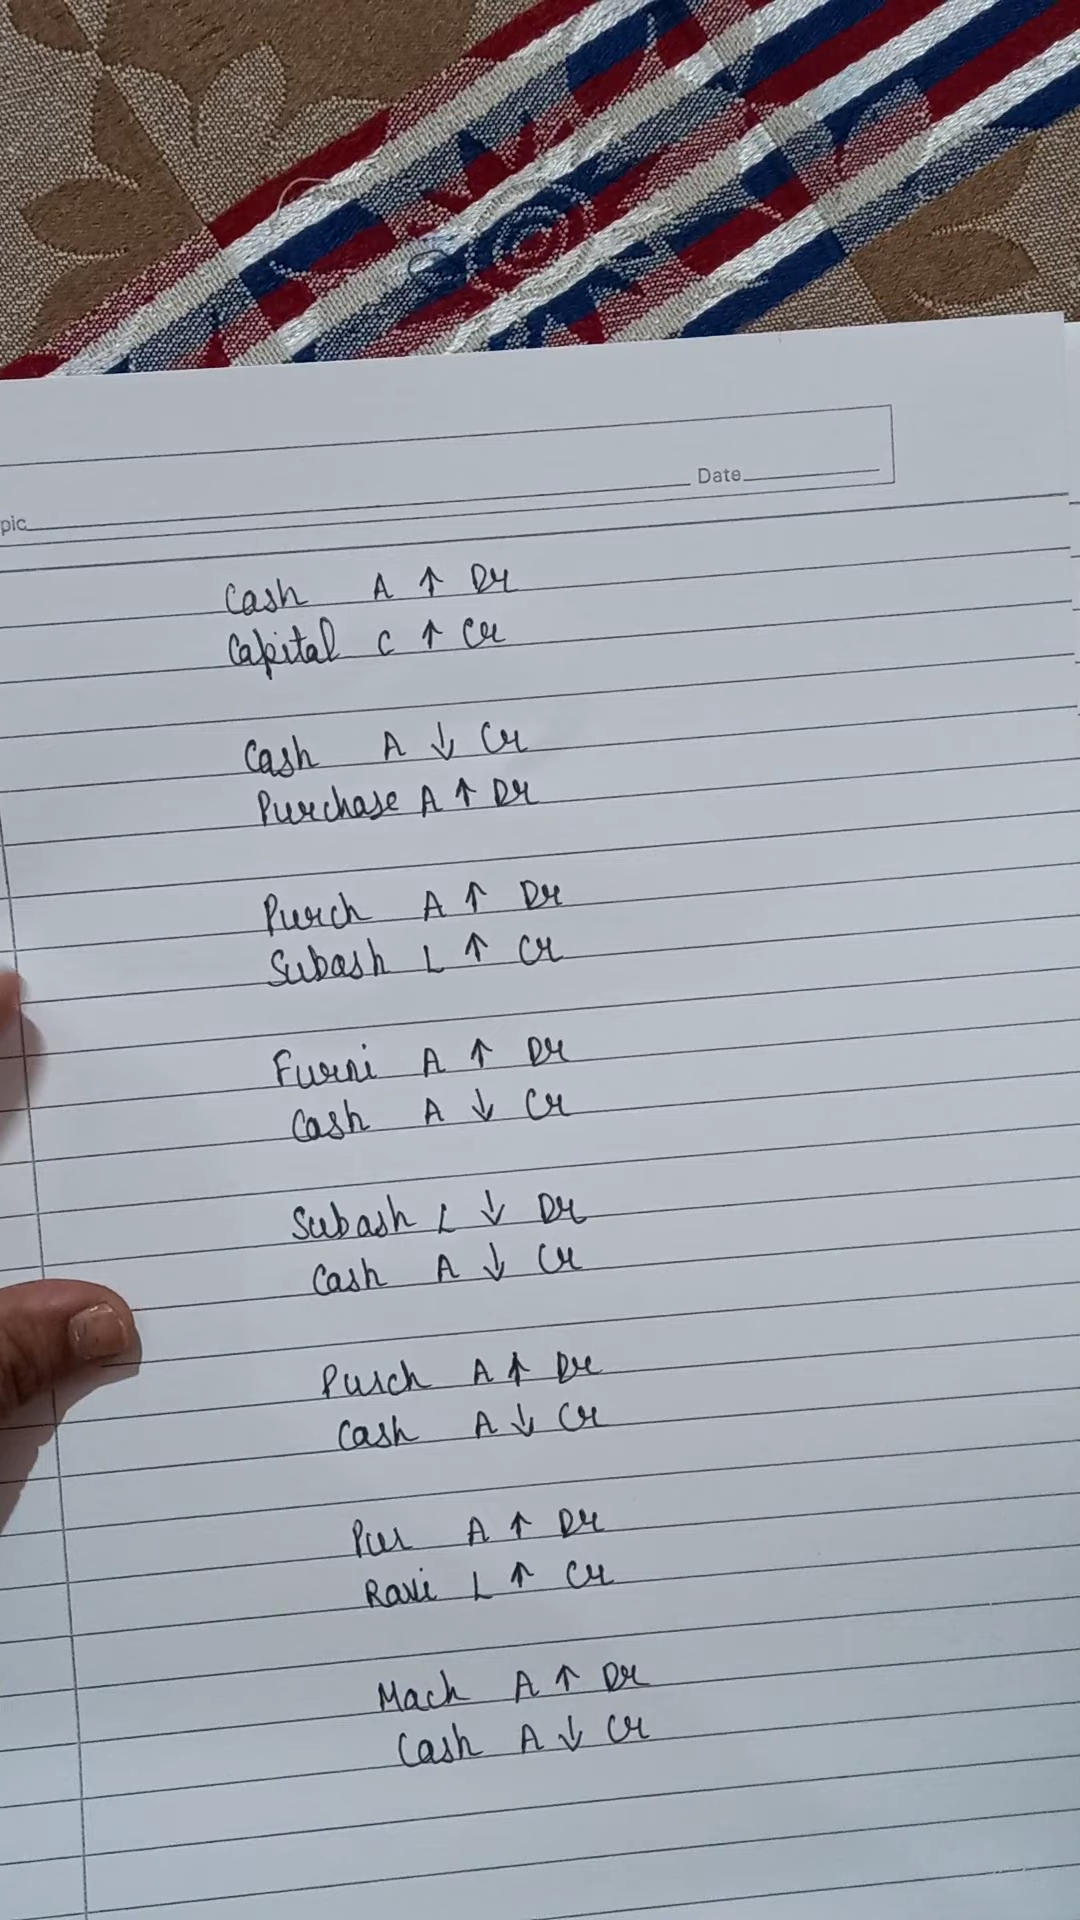 Date
pic
Cash A ↑ Dr
Capital C ↑ Cr
Cash A ↓ Cr
Purchase A ↑ Dr
Purch A ↑ Dr
Subash L ↑ Cr
Furni A ↑ Dr
Cash A ↓ Cr
Subash L ↓ Dr
Cash A ↓ Cr
Purch A ↑ Dr
Cash A ↓ Cr
Pur A ↑ Dr
Ravi L ↑ Cr
Mach A ↑ Dr
Cash A ↓ Cr